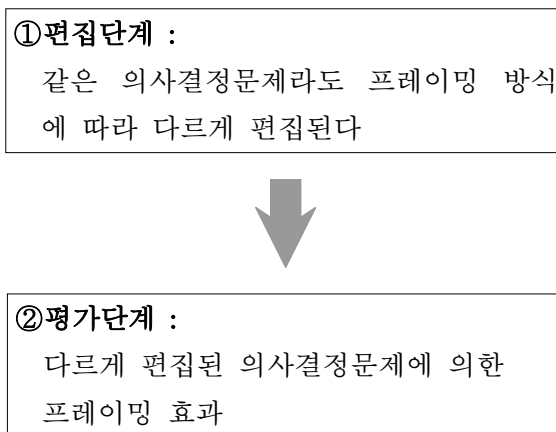 ①편집단계 :
같은 의사결정문제라도 프레이밍 방식
에 따라 다르게 편집된다
②평가단계 :
다르게 편집된 의사결정문제에 의한
프레이밍 효과